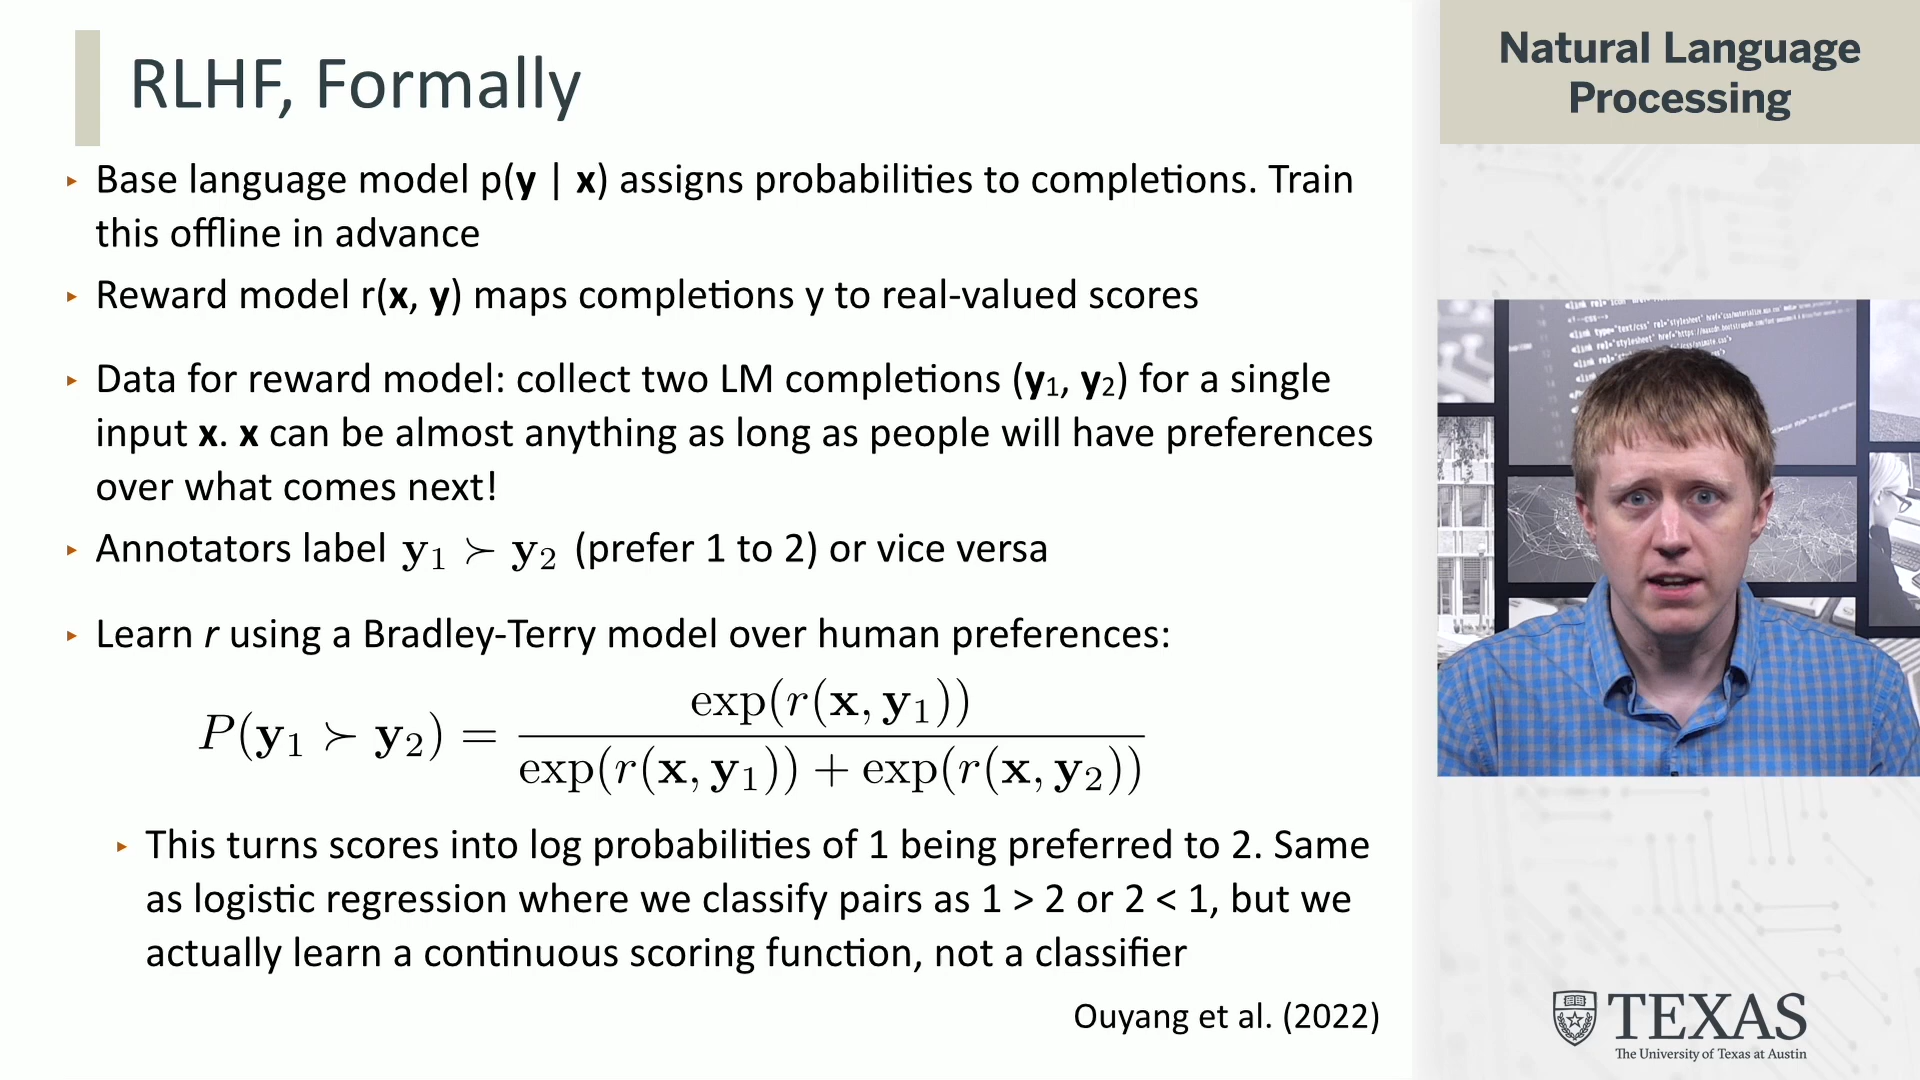 RLHF, Formally
Natural Language
Processing
▸ Base language model p(y | x) assigns probabilities to completions. Train
this offline in advance
▸ Reward model r(x, y) maps completions y to real-valued scores
▸ Data for reward model: collect two LM completions (y₁, y₂) for a single
input x. x can be almost anything as long as people will have preferences
over what comes next!
▸ Annotators label y₁ ≻ y₂ (prefer 1 to 2) or vice versa
▸ Learn r using a Bradley-Terry model over human preferences:
P(y₁ ≻ y₂) = exp(r(x, y₁)) / exp(r(x, y₁)) + exp(r(x, y₂))
▸ This turns scores into log probabilities of 1 being preferred to 2. Same
as logistic regression where we classify pairs as 1 > 2 or 2 < 1, but we
actually learn a continuous scoring function, not a classifier
Ouyang et al. (2022)
TEXAS
The University of Texas at Austin